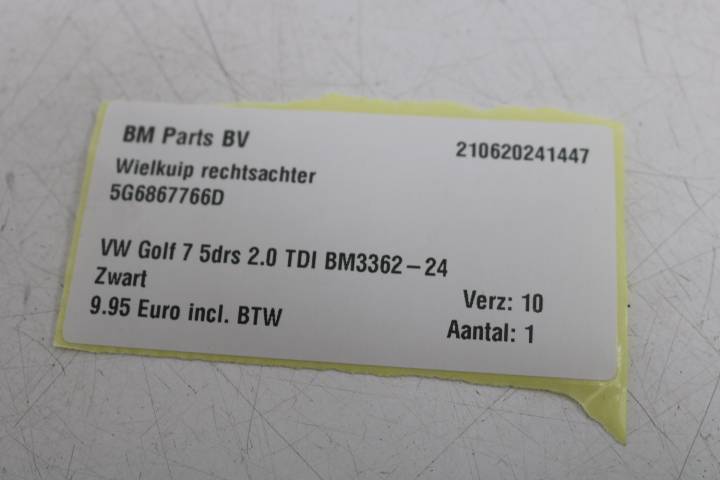 BM Parts BV 210620241447
Wielkuip rechtsachter
5G6867766D
VW Golf 7 5drs 2.0 TDI BM3362-24
Zwart Verz: 10
9.95 Euro incl. BTW Aantal: 1